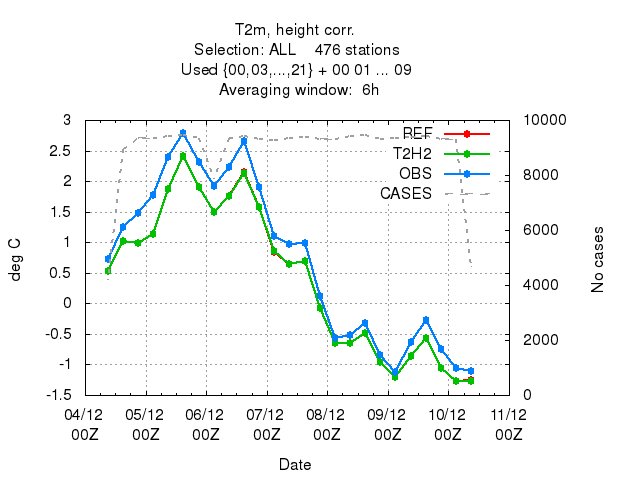 T2m, height corr.
Selection: ALL 476 stations
Used {00,03,...,21} + 00 01 ... 09
Averaging window: 6h
3
2.5
2
1.5
1
0.5
0
-0.5
-1
-1.5
deg C
10000
8000
6000
4000
2000
0
No cases
REF
T2H2
OBS
CASES
04/12 05/12 06/12 07/12 08/12 09/12 10/12 11/12
00Z 00Z 00Z 00Z 00Z 00Z 00Z 00Z
Date